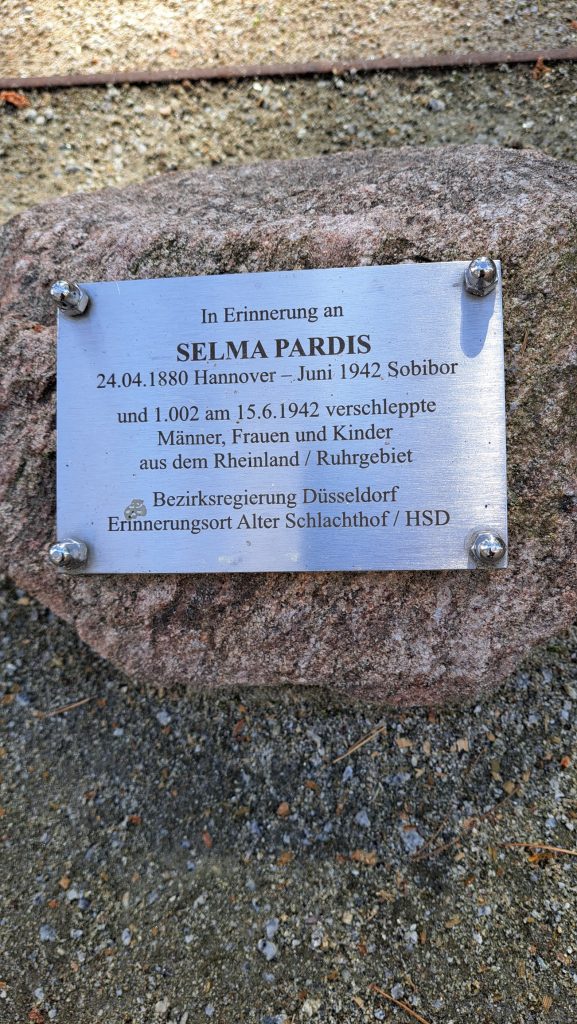 In Erinnerung an
SELMA PARDIS
24.04.1880 Hannover – Juni 1942 Sobibor
und 1.002 am 15.6.1942 verschleppte
Männer, Frauen und Kinder
aus dem Rheinland / Ruhrgebiet
Bezirksregierung Düsseldorf
Erinnerungsort Alter Schlachthof / HSD